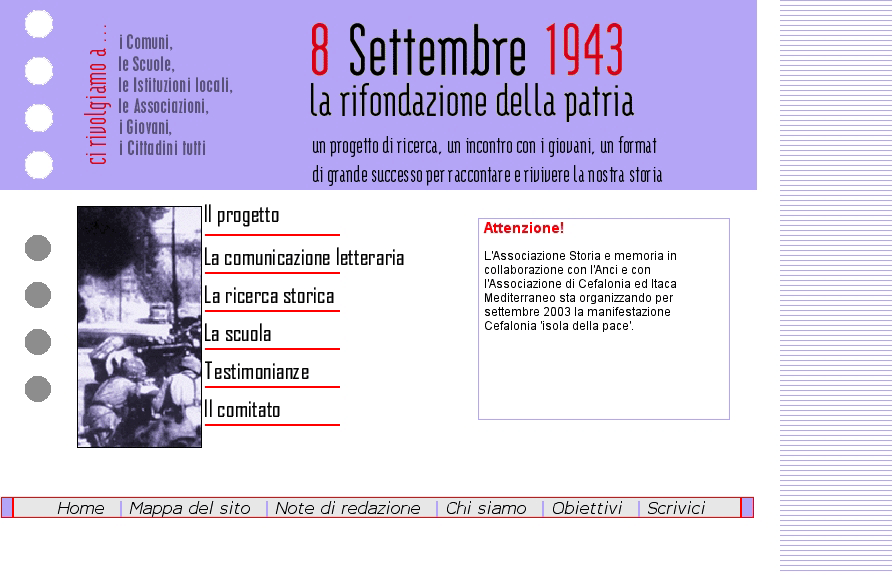 ci rivolgiamo a ...
i Comuni,
le Scuole,
le Istituzioni locali,
le Associazioni,
i Giovani,
i Cittadini tutti
8 Settembre 1943
la rifondazione della patria
un progetto di ricerca, un incontro con i giovani, un format
di grande successo per raccontare e rivivere la nostra storia
Il progetto
La comunicazione letteraria
La ricerca storica
La scuola
Testimonianze
Il comitato
Attenzione!
L'Associazione Storia e memoria in
collaborazione con l'Anci e con
l'Associazione di Cefalonia ed Itaca
Mediterraneo sta organizzando per
settembre 2003 la manifestazione
Cefalonia 'isola della pace'.
Home | Mappa del sito | Note di redazione | Chi siamo | Obiettivi | Scrivici